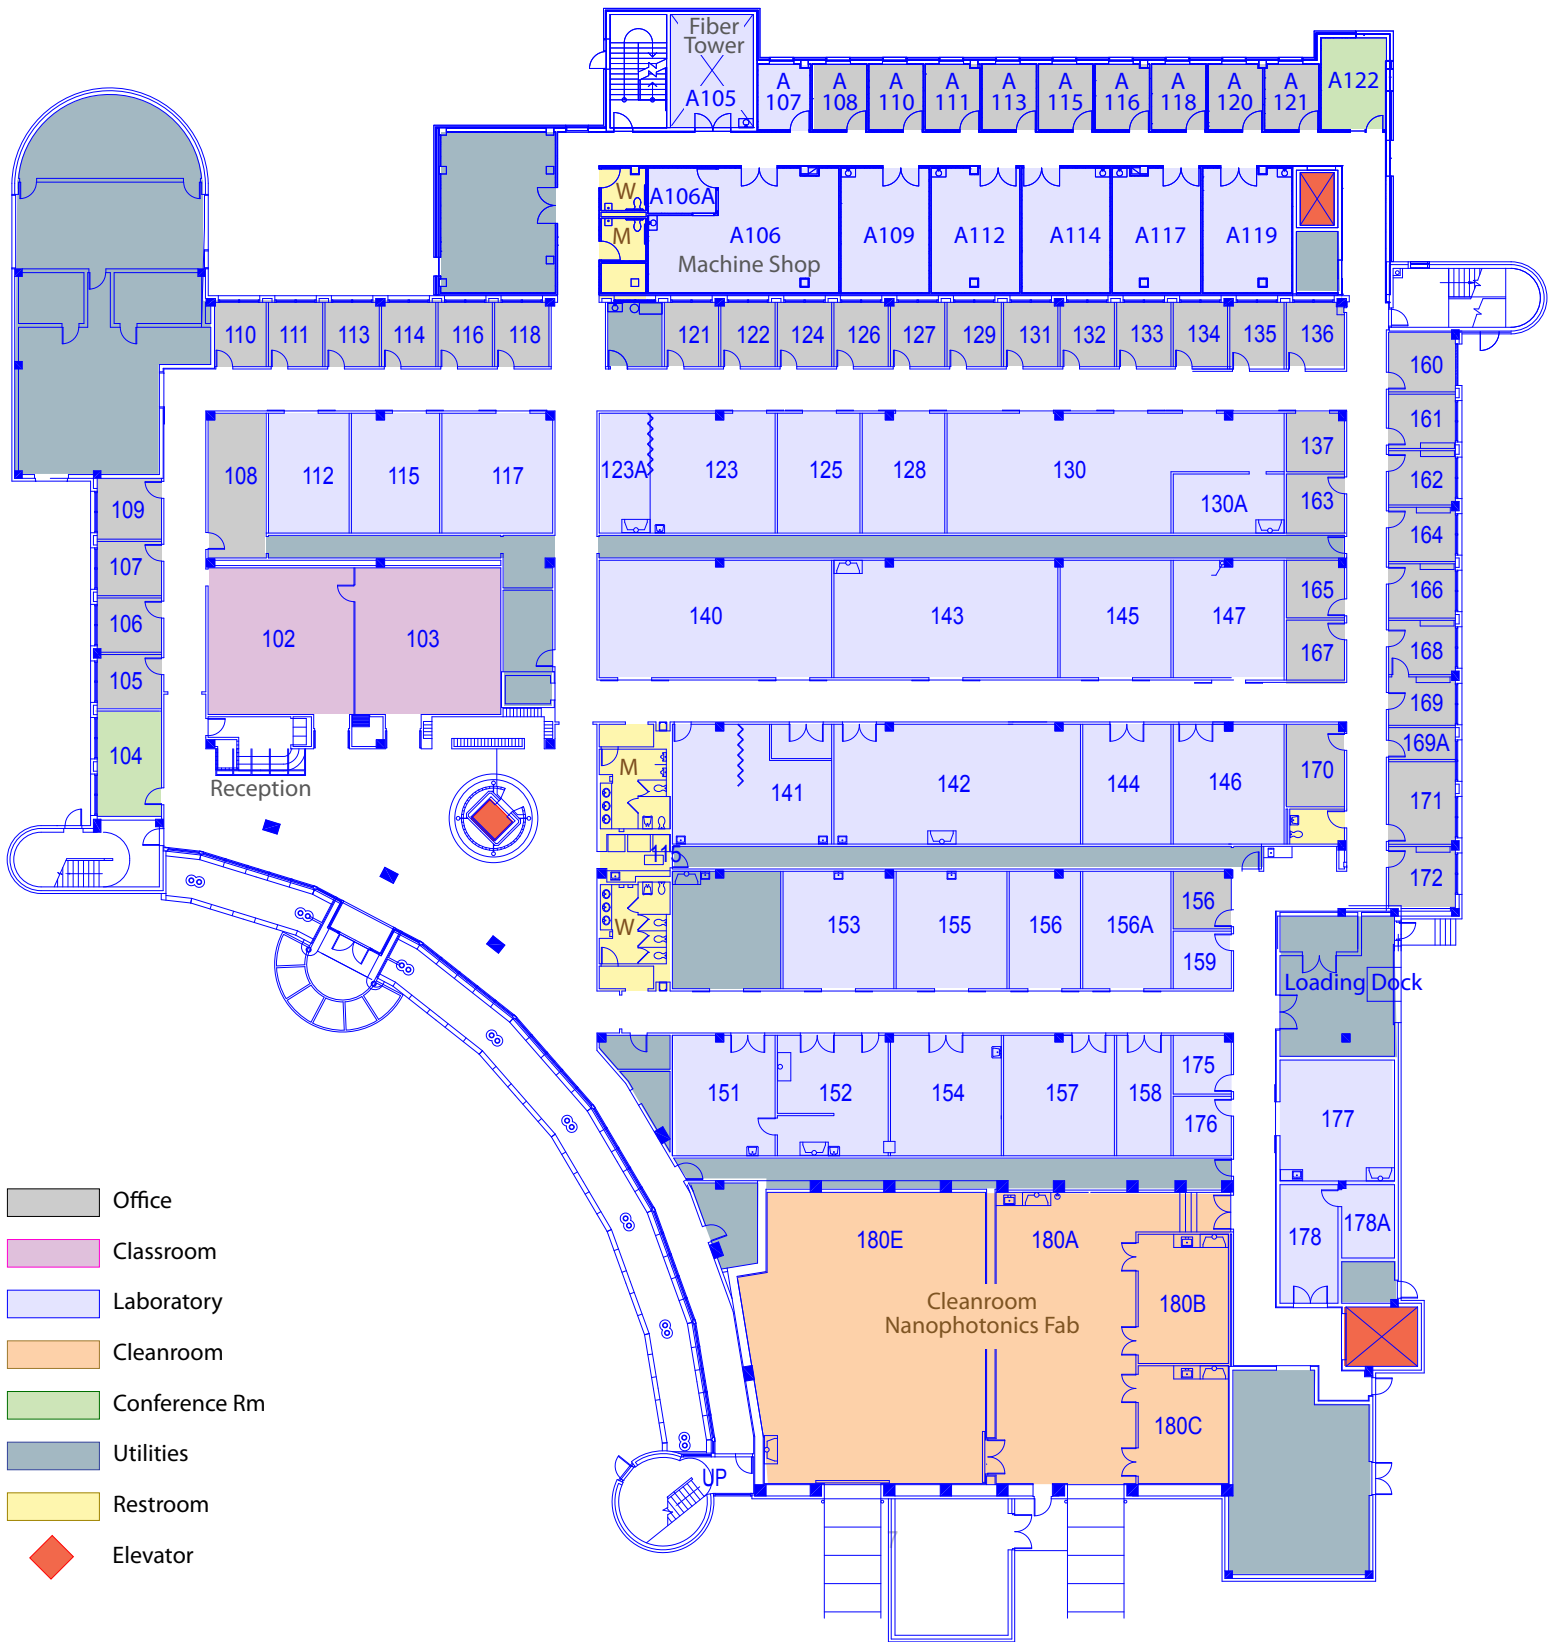 Fiber
Tower
A105
A
107
A
108
A
110
A
111
A
113
A
115
A
116
A
118
A
120
A
121
A122
W
A106A
M
A106
Machine Shop
A109
A112
A114
A117
A119
110
111
113
114
116
118
121
122
124
126
127
129
131
132
133
134
135
136
160
161
162
164
166
168
169
169A
171
172
108
112
115
117
123A
123
125
128
130
130A
137
163
109
107
106
105
104
102
103
140
143
145
147
165
167
Reception
M
141
142
144
146
170
115
W
153
155
156
156A
156
159
Loading Dock
151
152
154
157
158
175
176
177
178
178A
180E
180A
180B
180C
Cleanroom
Nanophotonics Fab
UP
7
Office
Classroom
Laboratory
Cleanroom
Conference Rm
Utilities
Restroom
Elevator